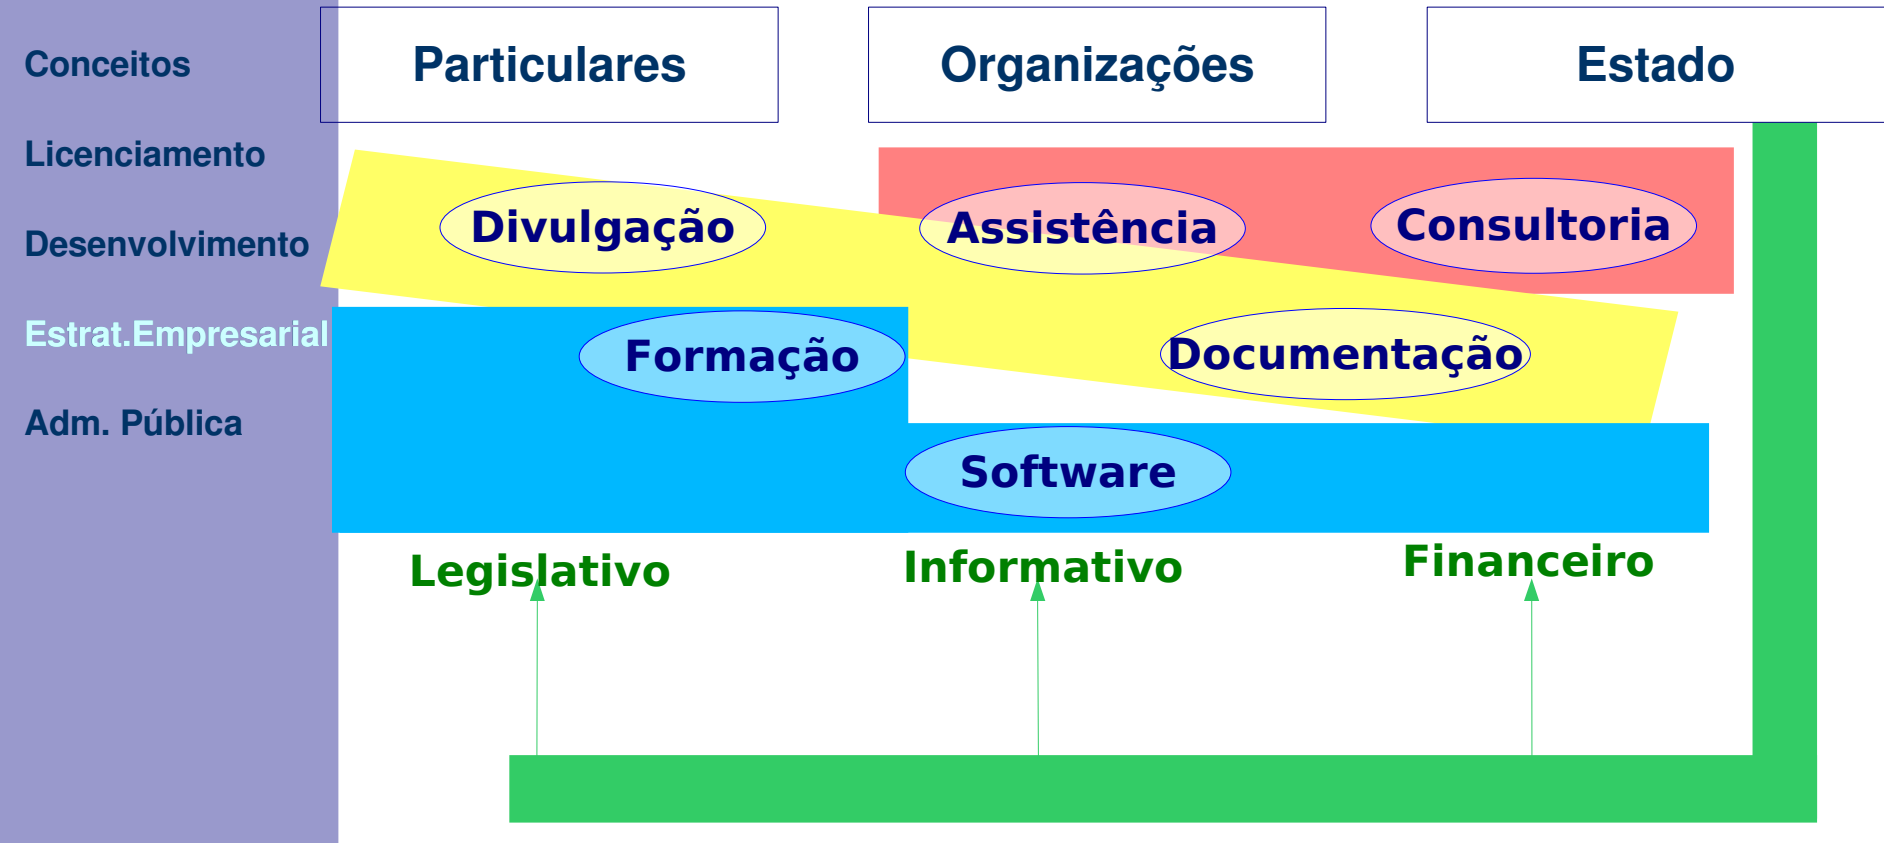 Conceitos
Licenciamento
Desenvolvimento
Estrat.Empresarial
Adm. Pública
Particulares
Organizações
Estado
Divulgação
Assistência
Consultoria
Formação
Documentação
Software
Legislativo
Informativo
Financeiro